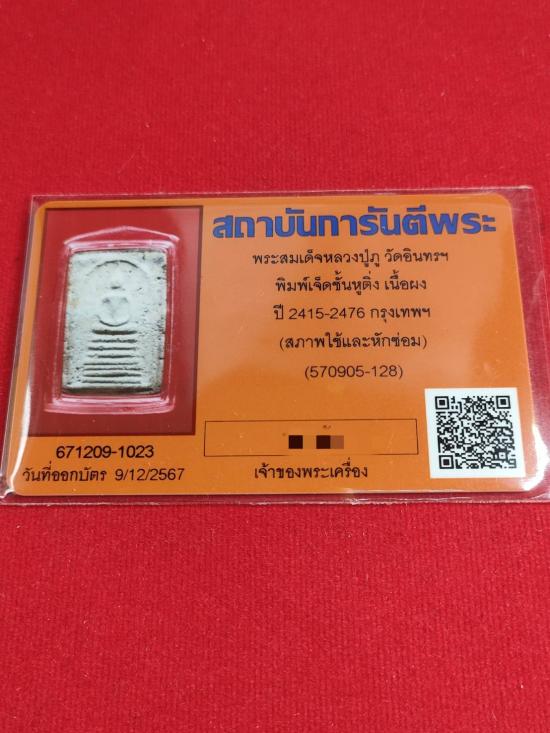 สถาบันการันตีพระ
พระสมเด็จหลวงปู่ภู วัดอินทรฯ
พิมพ์เจ็ดชั้นหูติ่ง เนื้อผง
ปี 2415-2476 กรุงเทพฯ
(สภาพใช้และหักซ่อม)
(570905-128)
671209-1023
วันที่ออกบัตร 9/12/2567
เจ้าของพระเครื่อง